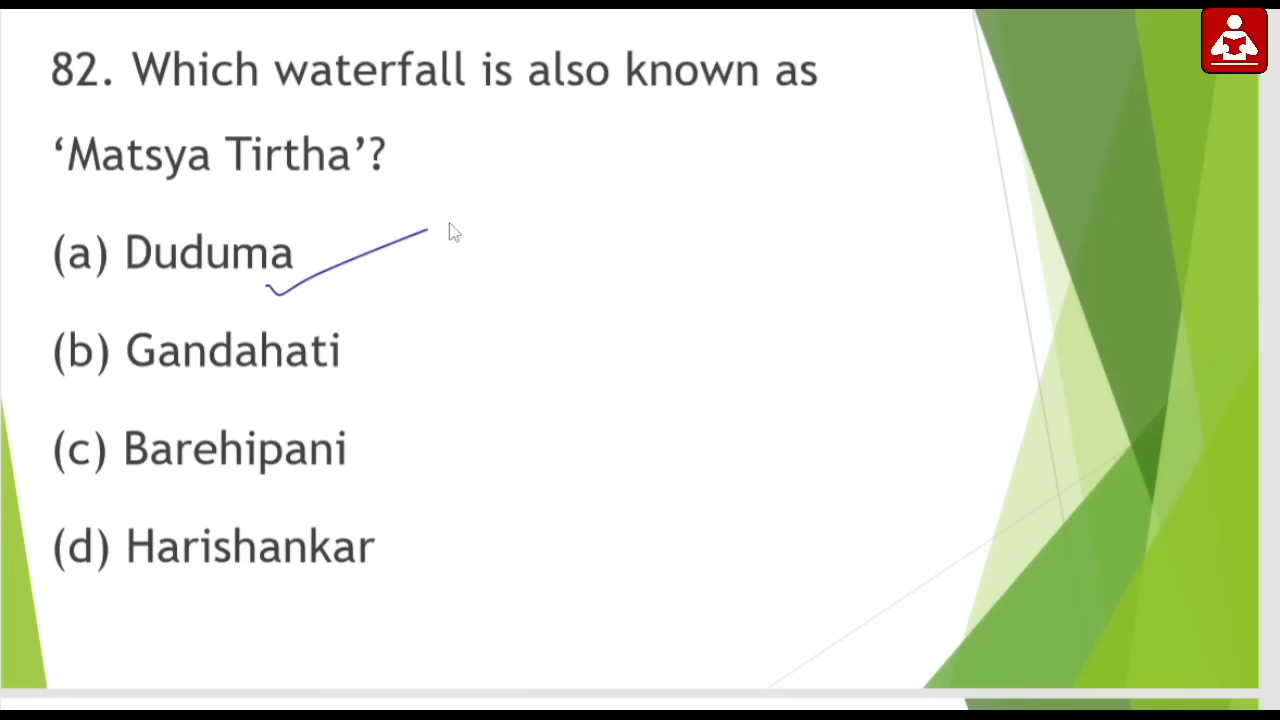 82. Which waterfall is also known as
‘Matsya Tirtha’?
(a) Duduma
(b) Gandahati
(c) Barehipani
(d) Harishankar